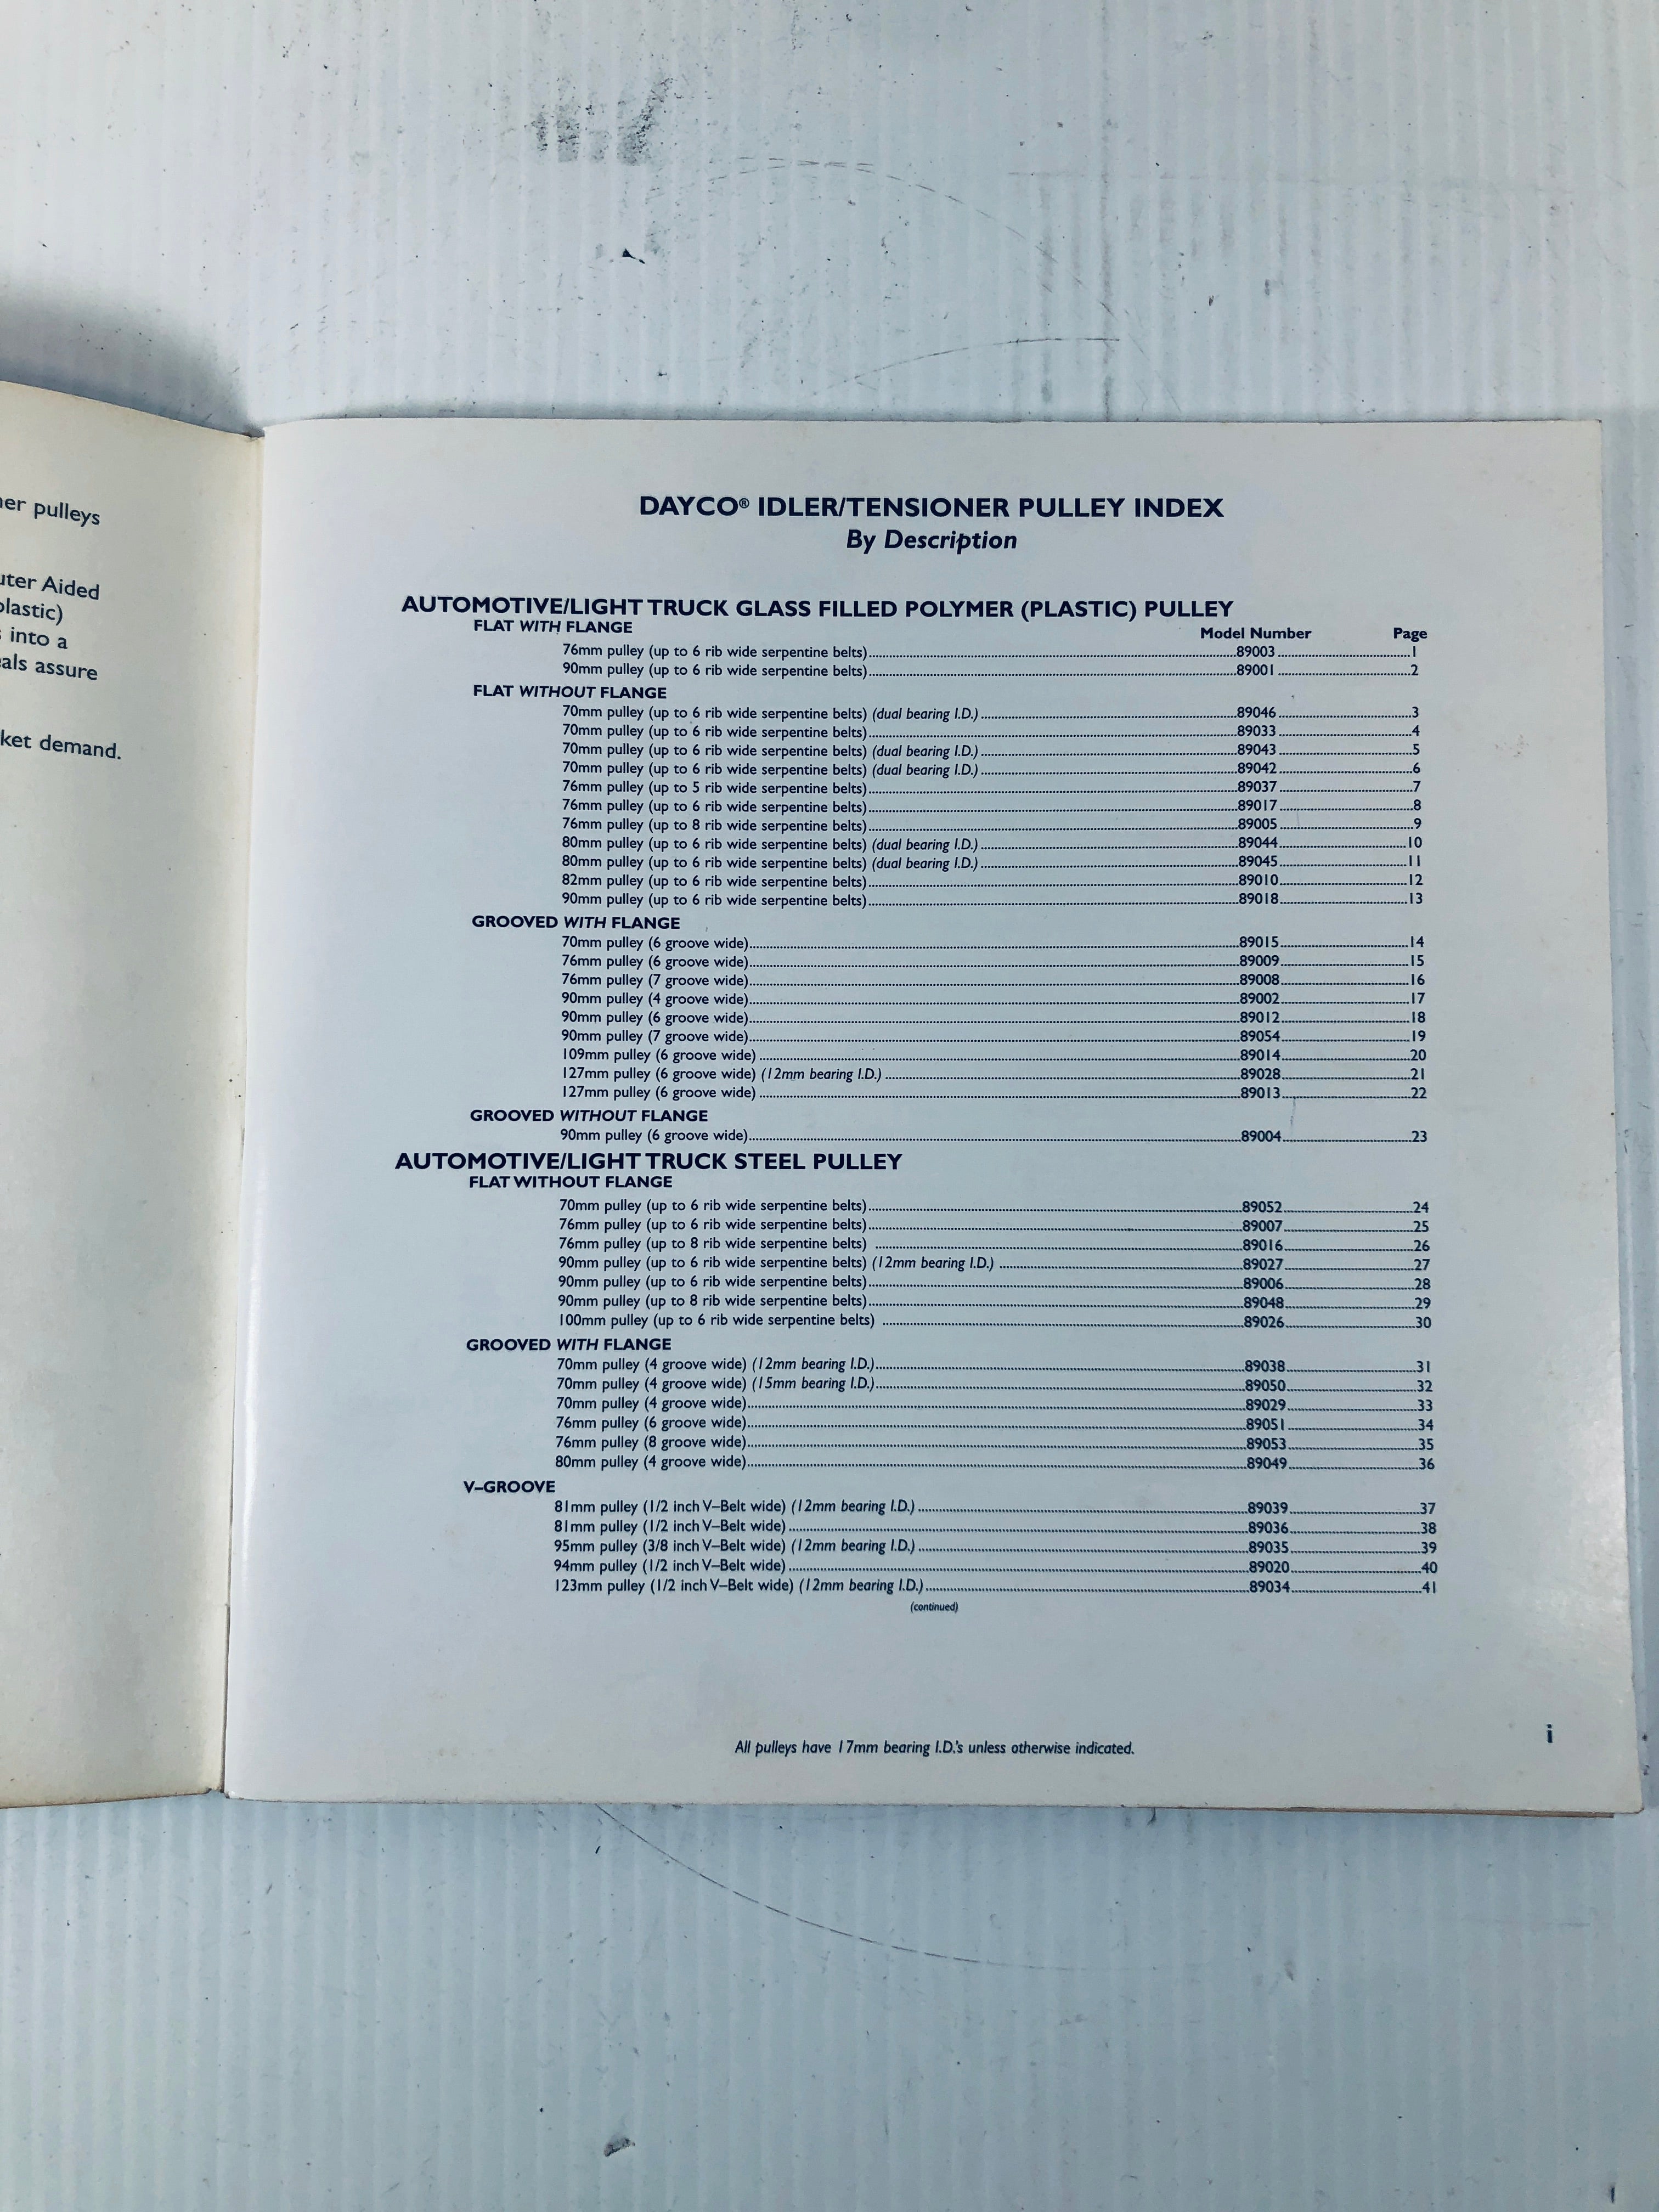 er pulleys
uter Aided
plastic)
s into a
als assure
ket demand.
DAYCO® IDLER/TENSIONER PULLEY INDEX
By Description
AUTOMOTIVE/LIGHT TRUCK GLASS FILLED POLYMER (PLASTIC) PULLEY
FLAT WITH FLANGE
Model Number Page
76mm pulley (up to 6 rib wide serpentine belts) 89003 1
90mm pulley (up to 6 rib wide serpentine belts) 89001 2
FLAT WITHOUT FLANGE
70mm pulley (up to 6 rib wide serpentine belts) (dual bearing I.D.) 89046 3
70mm pulley (up to 6 rib wide serpentine belts) 89033 4
70mm pulley (up to 6 rib wide serpentine belts) (dual bearing I.D.) 89043 5
70mm pulley (up to 6 rib wide serpentine belts) (dual bearing I.D.) 89042 6
76mm pulley (up to 5 rib wide serpentine belts) 89037 7
76mm pulley (up to 6 rib wide serpentine belts) 89017 8
76mm pulley (up to 8 rib wide serpentine belts) 89005 9
80mm pulley (up to 6 rib wide serpentine belts) (dual bearing I.D.) 89044 10
80mm pulley (up to 6 rib wide serpentine belts) (dual bearing I.D.) 89045 11
82mm pulley (up to 6 rib wide serpentine belts) 89010 12
90mm pulley (up to 6 rib wide serpentine belts) 89018 13
GROOVED WITH FLANGE
70mm pulley (6 groove wide) 89015 14
76mm pulley (6 groove wide) 89009 15
76mm pulley (7 groove wide) 89008 16
90mm pulley (4 groove wide) 89002 17
90mm pulley (6 groove wide) 89012 18
90mm pulley (7 groove wide) 89054 19
109mm pulley (6 groove wide) 89014 20
127mm pulley (6 groove wide) (12mm bearing I.D.) 89028 21
127mm pulley (6 groove wide) 89013 22
GROOVED WITHOUT FLANGE
90mm pulley (6 groove wide) 89004 23
AUTOMOTIVE/LIGHT TRUCK STEEL PULLEY
FLAT WITHOUT FLANGE
70mm pulley (up to 6 rib wide serpentine belts) 89052 24
76mm pulley (up to 6 rib wide serpentine belts) 89007 25
76mm pulley (up to 8 rib wide serpentine belts) 89016 26
90mm pulley (up to 6 rib wide serpentine belts) (12mm bearing I.D.) 89027 27
90mm pulley (up to 6 rib wide serpentine belts) 89006 28
90mm pulley (up to 8 rib wide serpentine belts) 89048 29
100mm pulley (up to 6 rib wide serpentine belts) 89026 30
GROOVED WITH FLANGE
70mm pulley (4 groove wide) (12mm bearing I.D.) 89038 31
70mm pulley (4 groove wide) (15mm bearing I.D.) 89050 32
70mm pulley (4 groove wide) 89029 33
76mm pulley (6 groove wide) 89051 34
76mm pulley (8 groove wide) 89053 35
80mm pulley (4 groove wide) 89049 36
V–GROOVE
81mm pulley (1/2 inch V–Belt wide) (12mm bearing I.D.) 89039 37
81mm pulley (1/2 inch V–Belt wide) 89036 38
95mm pulley (3/8 inch V–Belt wide) (12mm bearing I.D.) 89035 39
94mm pulley (1/2 inch V–Belt wide) 89020 40
123mm pulley (1/2 inch V–Belt wide) (12mm bearing I.D.) 89034 41
(continued)
All pulleys have 17mm bearing I.D.'s unless otherwise indicated.
i